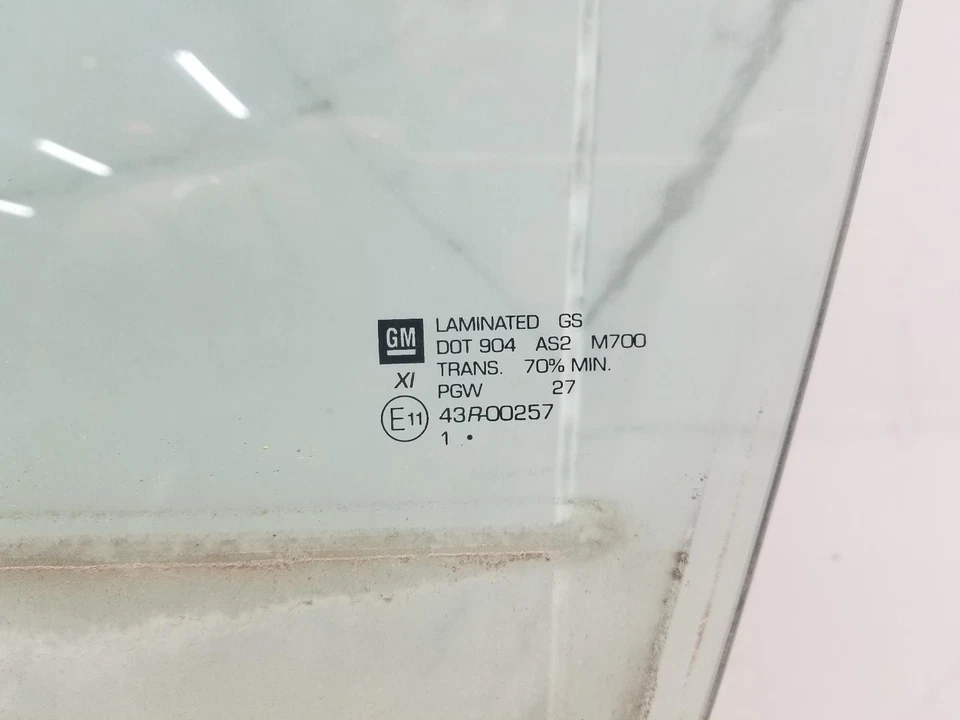 GM LAMINATED GS
DOT 904 AS2 M700
TRANS. 70% MIN.
XI PGW 27
E11 43R-00257
1 •